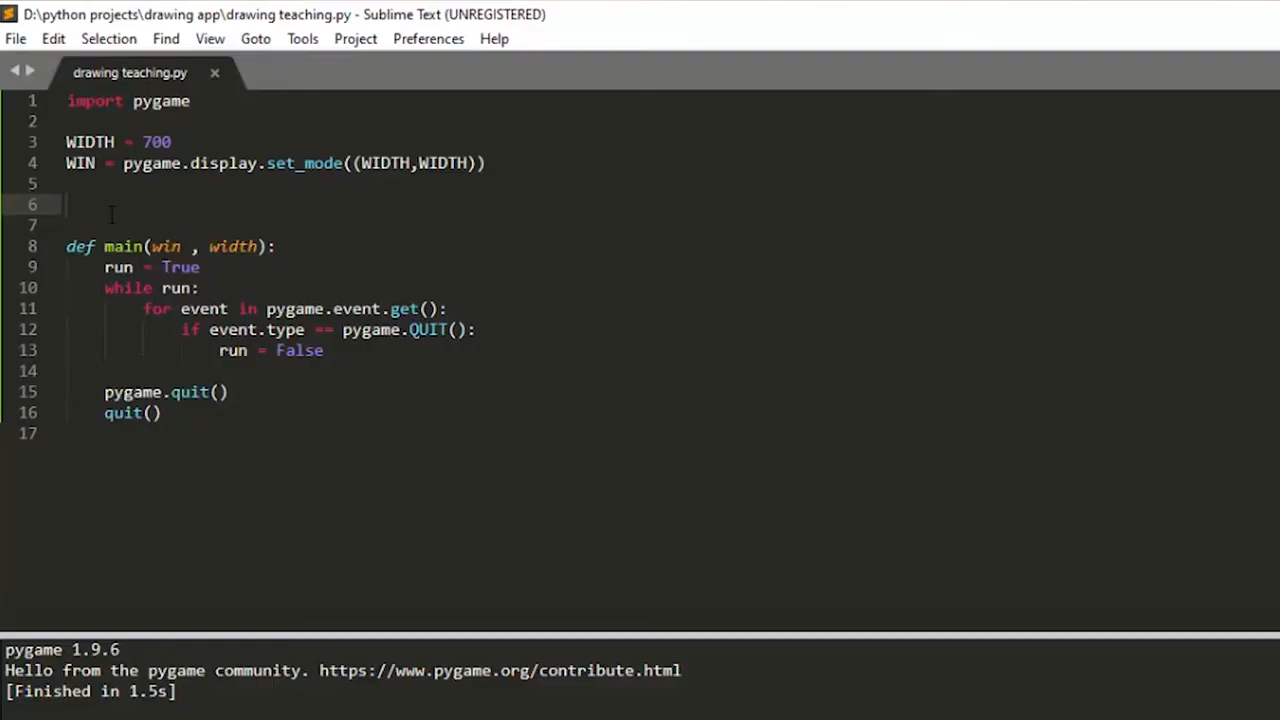 D:\python projects\drawing app\drawing teaching.py - Sublime Text (UNREGISTERED)
File Edit Selection Find View Goto Tools Project Preferences Help
drawing teaching.py ×
1 import pygame
2
3 WIDTH = 700
4 WIN = pygame.display.set_mode((WIDTH,WIDTH))
5
6
7
8 def main(win , width):
9     run = True
10     while run:
11         for event in pygame.event.get():
12             if event.type == pygame.QUIT():
13                 run = False
14
15     pygame.quit()
16     quit()
17
pygame 1.9.6
Hello from the pygame community. https://www.pygame.org/contribute.html
[Finished in 1.5s]